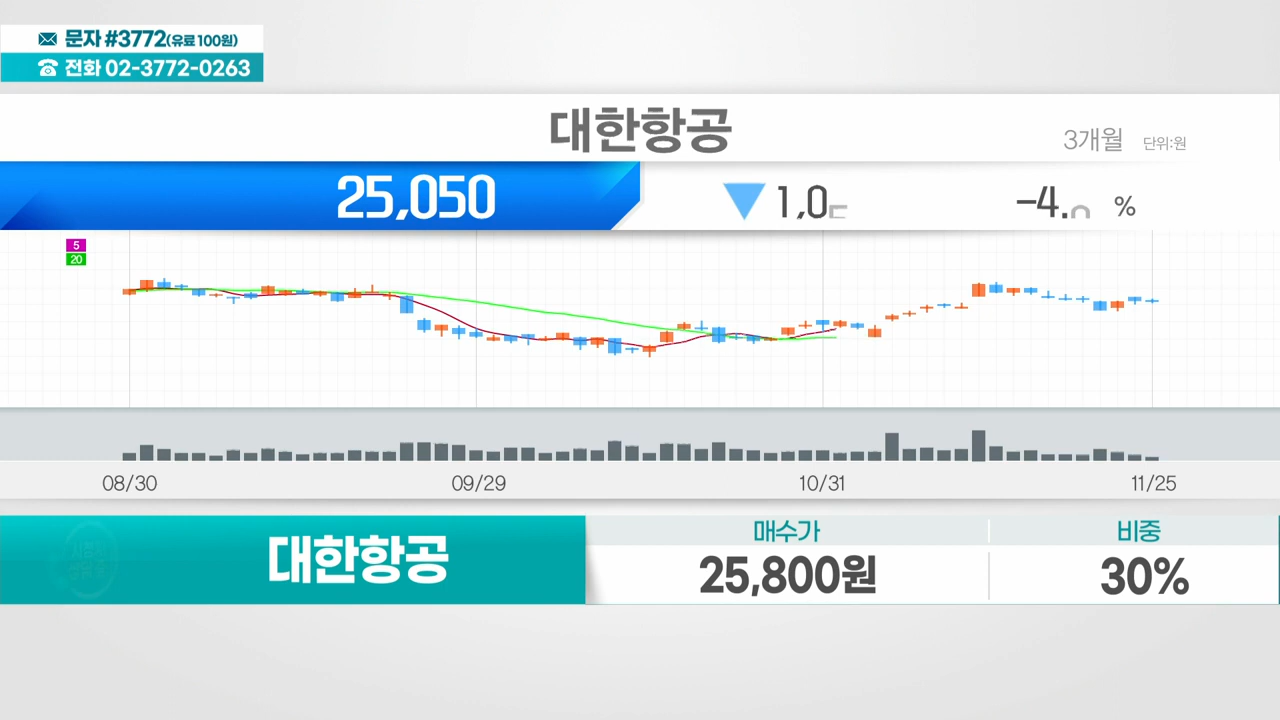 문자 #3772(유료 100원)
전화 02-3772-0263
대한항공
3개월 단위:원
25,050
%
5
20
08/30 09/29 10/31 11/25
대한항공
매수가 비중
25,800원 30%